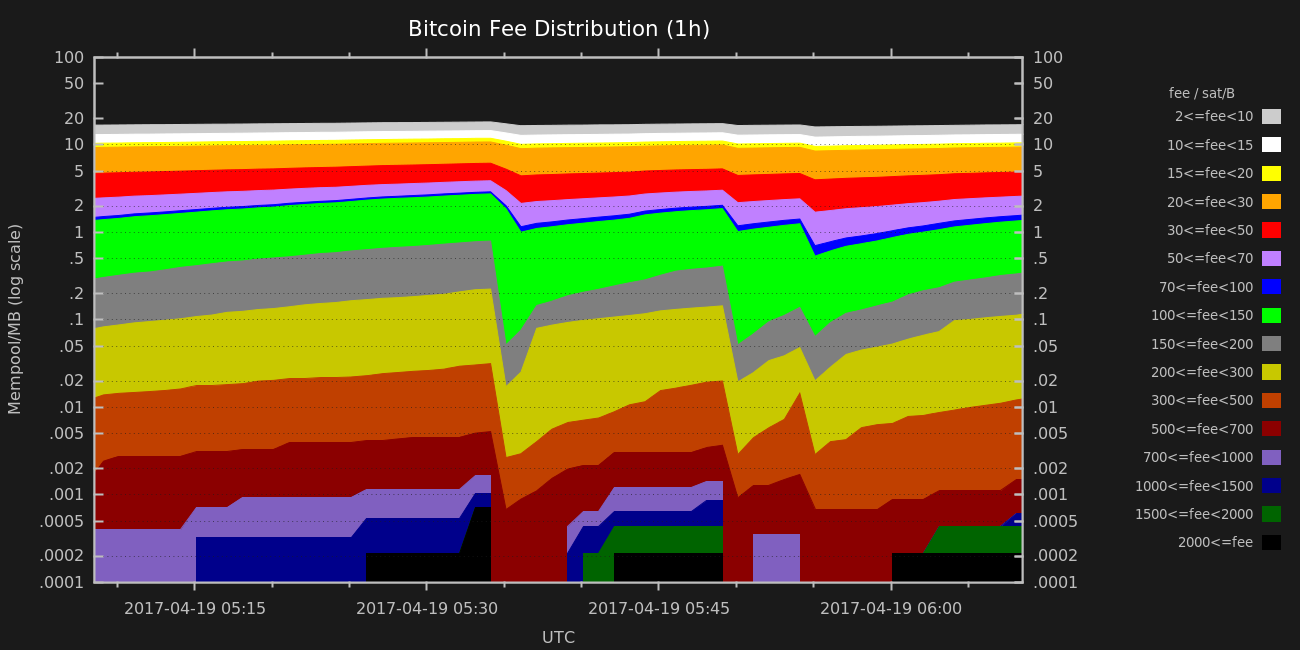 Bitcoin Fee Distribution (1h)
100 100
50 50
20 20
10 10
5 5
2 2
1 1
.5 .5
.2 .2
.1 .1
.05 .05
.02 .02
.01 .01
.005 .005
.002 .002
.001 .001
.0005 .0005
.0002 .0002
.0001 .0001
Mempool/MB (log scale)
2017-04-19 05:15 2017-04-19 05:30 2017-04-19 05:45 2017-04-19 06:00
UTC
fee / sat/B
2<=fee<10
10<=fee<15
15<=fee<20
20<=fee<30
30<=fee<50
50<=fee<70
70<=fee<100
100<=fee<150
150<=fee<200
200<=fee<300
300<=fee<500
500<=fee<700
700<=fee<1000
1000<=fee<1500
1500<=fee<2000
2000<=fee